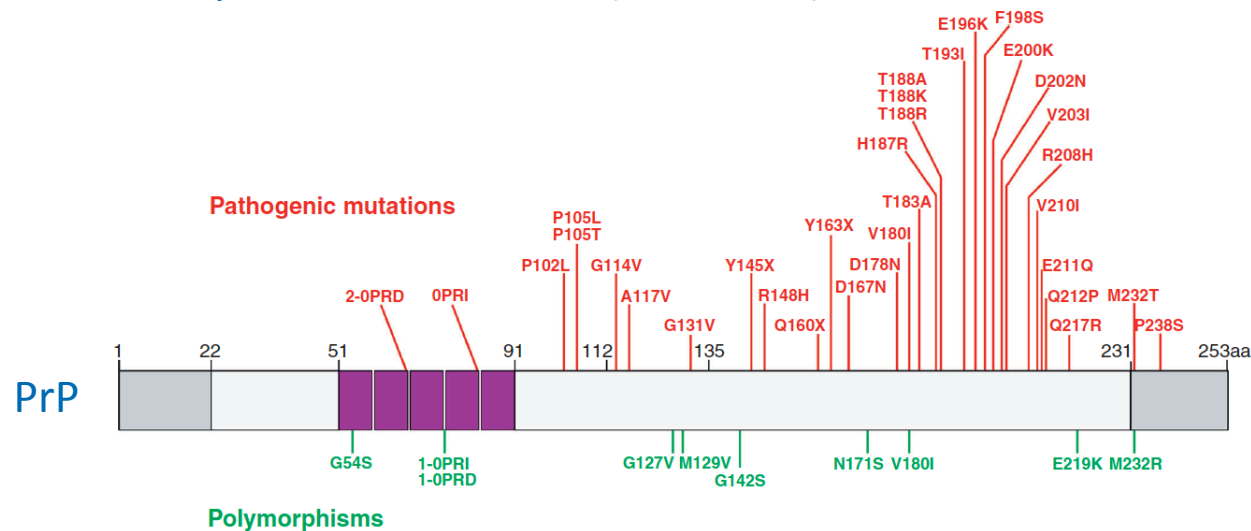 E196K
F198S
T193I
E200K
T188A
T188K
T188R
D202N
V203I
H187R
R208H
Pathogenic mutations
P105L
P105T
Y163X
T183A
V210I
V180I
P102L
G114V
Y145X
D178N
E211Q
2-0PRD
0PRI
A117V
R148H
D167N
Q212P
M232T
G131V
Q160X
Q217R
P238S
1
22
51
91
112
135
231
253aa
PrP
G54S
1-0PRI
1-0PRD
G127V
M129V
G142S
N171S
V180I
E219K
M232R
Polymorphisms